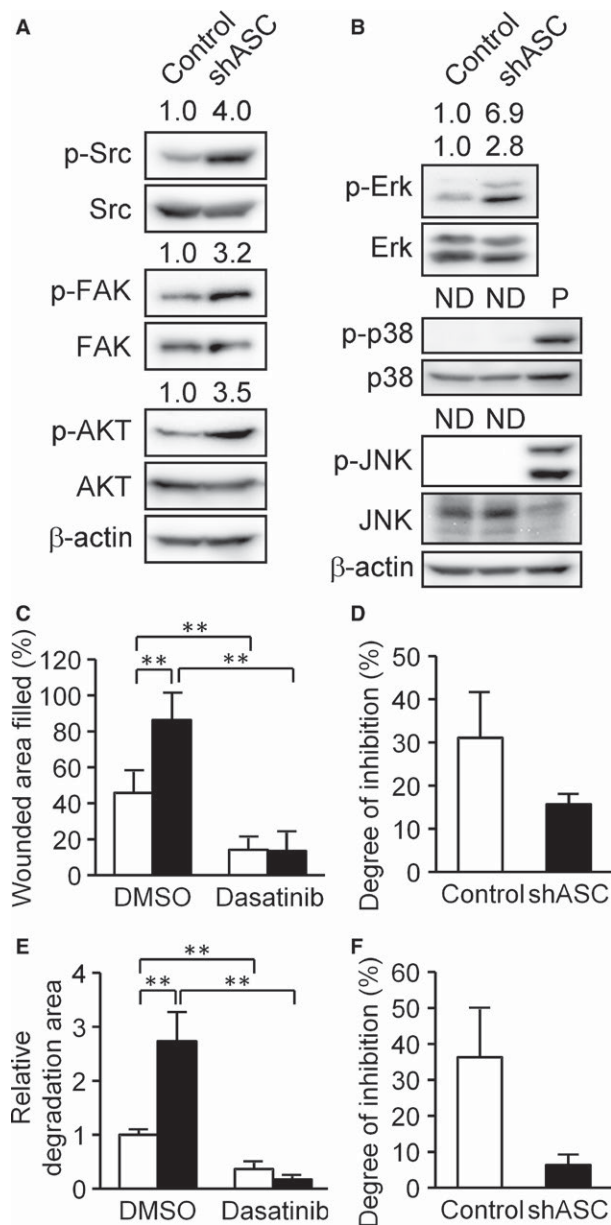 A
Control
shASC
1.0 4.0
p-Src
Src
1.0 3.2
p-FAK
FAK
1.0 3.5
p-AKT
AKT
β-actin
B
Control
shASC
1.0 6.9
1.0 2.8
p-Erk
Erk
ND ND P
p-p38
p38
ND ND
p-JNK
JNK
β-actin
C
Wounded area filled (%)
120
100
80
60
40
20
0
** 
**
**
DMSO Dasatinib
D
Degree of inhibition (%)
50
40
30
20
10
0
Control shASC
E
Relative
degradation area
4
3
2
1
0
**
**
**
DMSO Dasatinib
F
Degree of inhibition (%)
60
50
40
30
20
10
0
Control shASC